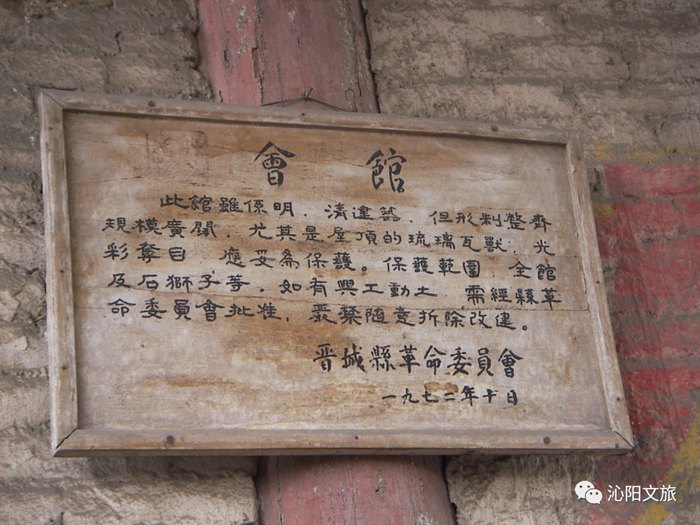 會館
此館雖係明．清建築．但形制整齊
規模廣闊．尤其是屋頂的琉璃瓦獸．光
彩奪目．應妥為保護。保護範圍．全館
及石獅子等．如有興工動土．需經縣革
命委員會批准．嚴禁隨意拆除改建。
晋城縣革命委員會
一九七二年十日
沁阳文旅